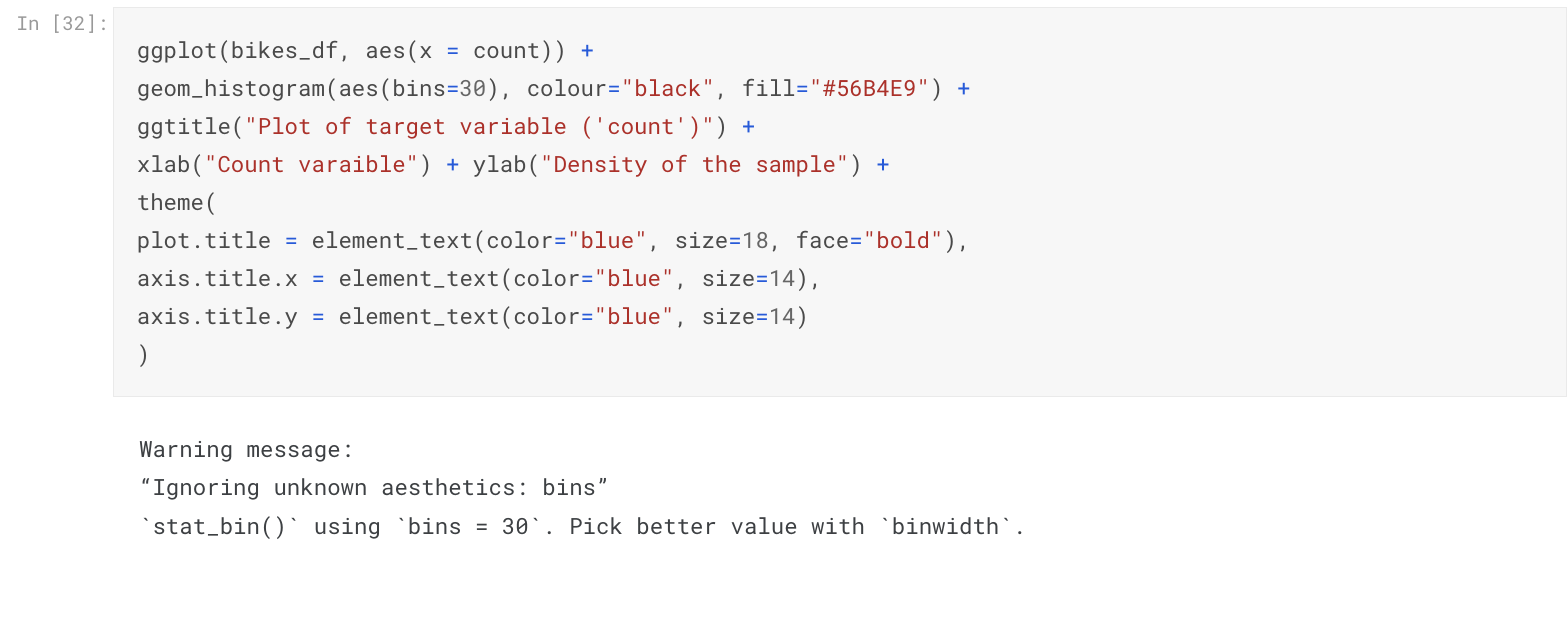 In [32]:
ggplot(bikes_df, aes(x = count)) +
geom_histogram(aes(bins=30), colour="black", fill="#56B4E9") +
ggtitle("Plot of target variable ('count')") +
xlab("Count varaible") + ylab("Density of the sample") +
theme(
plot.title = element_text(color="blue", size=18, face="bold"),
axis.title.x = element_text(color="blue", size=14),
axis.title.y = element_text(color="blue", size=14)
)
Warning message:
“Ignoring unknown aesthetics: bins”
`stat_bin()` using `bins = 30`. Pick better value with `binwidth`.